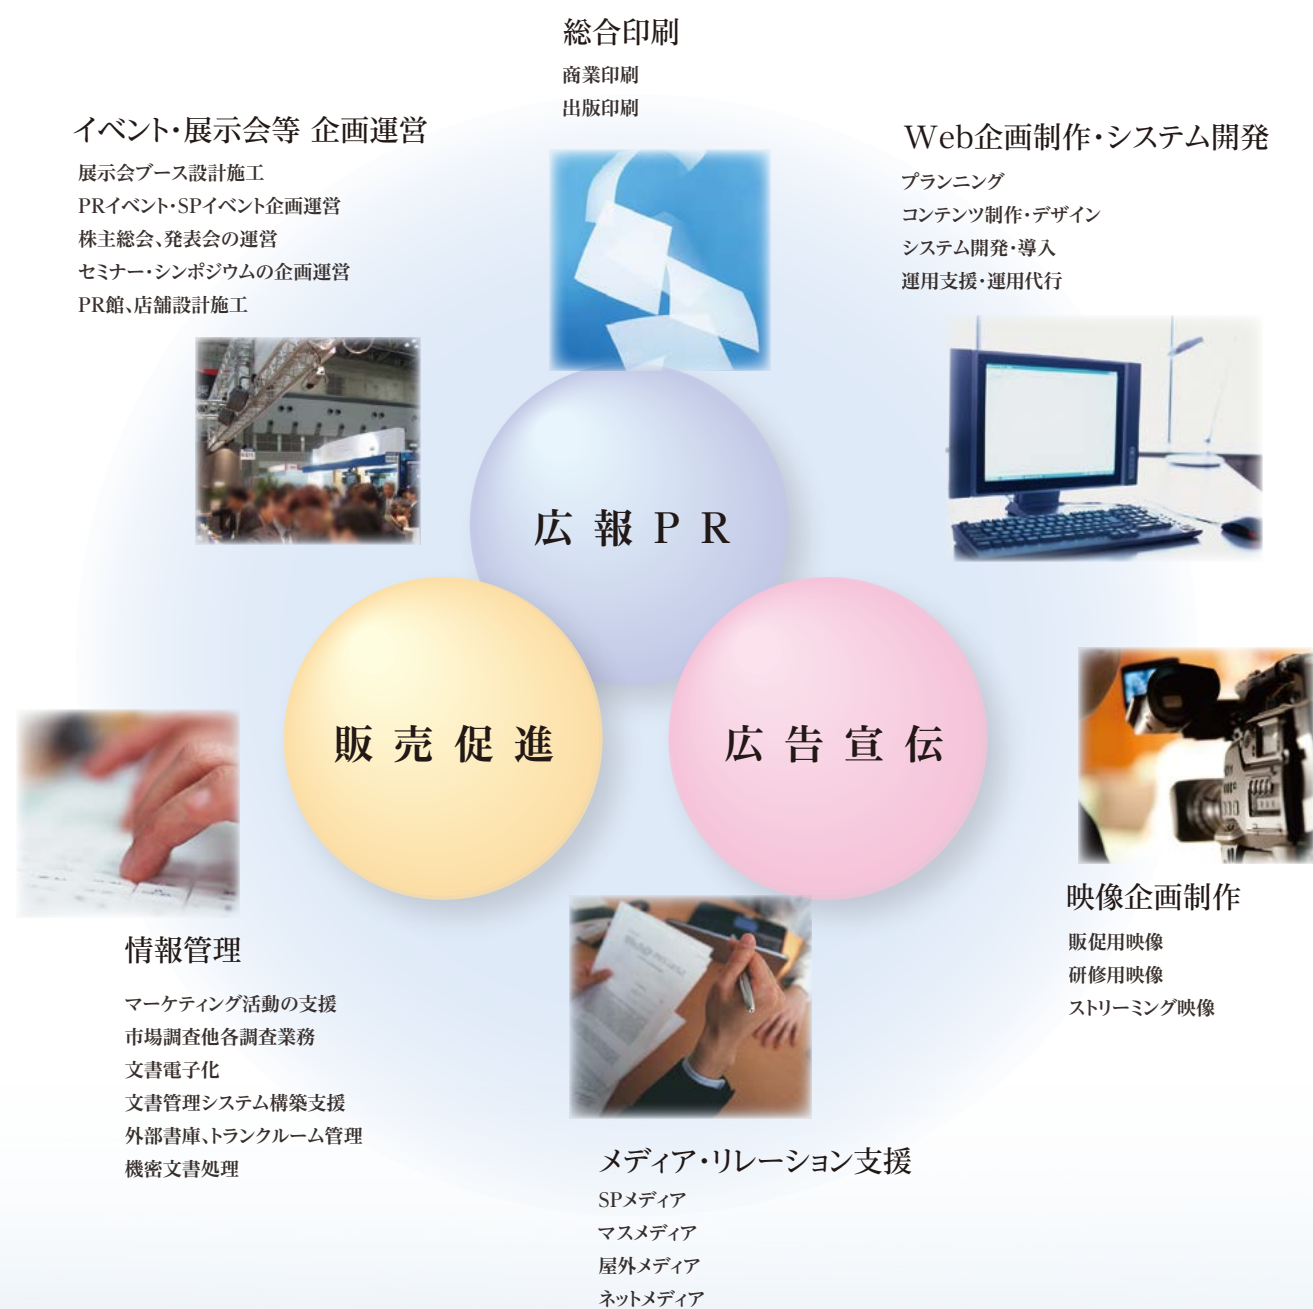 総合印刷
商業印刷
出版印刷
イベント・展示会等 企画運営
展示会ブース設計施工
PRイベント・SPイベント企画運営
株主総会、発表会の運営
セミナー・シンポジウムの企画運営
PR館、店舗設計施工
Web企画制作・システム開発
プランニング
コンテンツ制作・デザイン
システム開発・導入
運用支援・運用代行
広報PR
販売促進
広告宣伝
映像企画制作
販促用映像
研修用映像
ストリーミング映像
情報管理
マーケティング活動の支援
市場調査他各調査業務
文書電子化
文書管理システム構築支援
外部書庫、トランクルーム管理
機密文書処理
メディア・リレーション支援
SPメディア
マスメディア
屋外メディア
ネットメディア